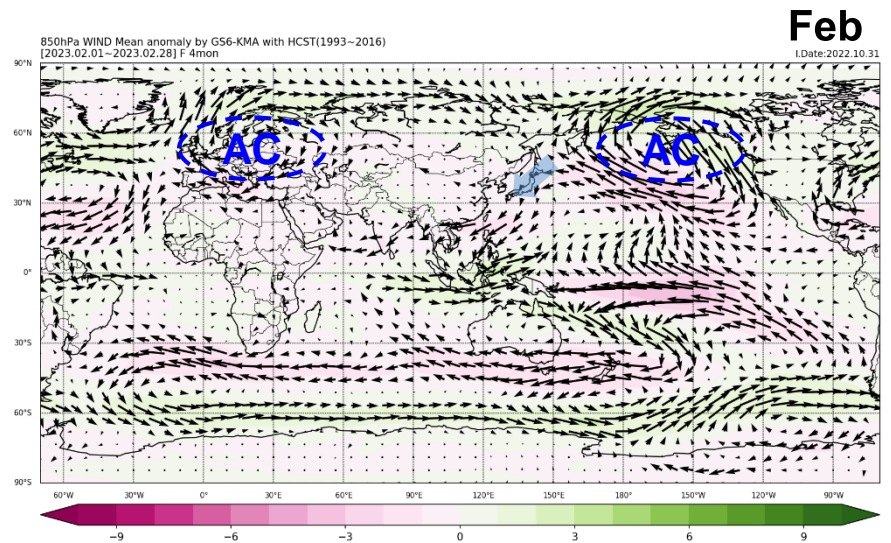 Feb
850hPa WIND Mean anomaly by GS6-KMA with HCST(1993~2016)
[2023.02.01~2023.02.28] F 4mon
I.Date:2022.10.31
90°N
60°N
AC
AC
30°N
0°
30°S
60°S
90°S
60°W 30°W 0° 30°E 60°E 90°E 120°E 150°E 180° 150°W 120°W 90°W
−9 −6 −3 0 3 6 9